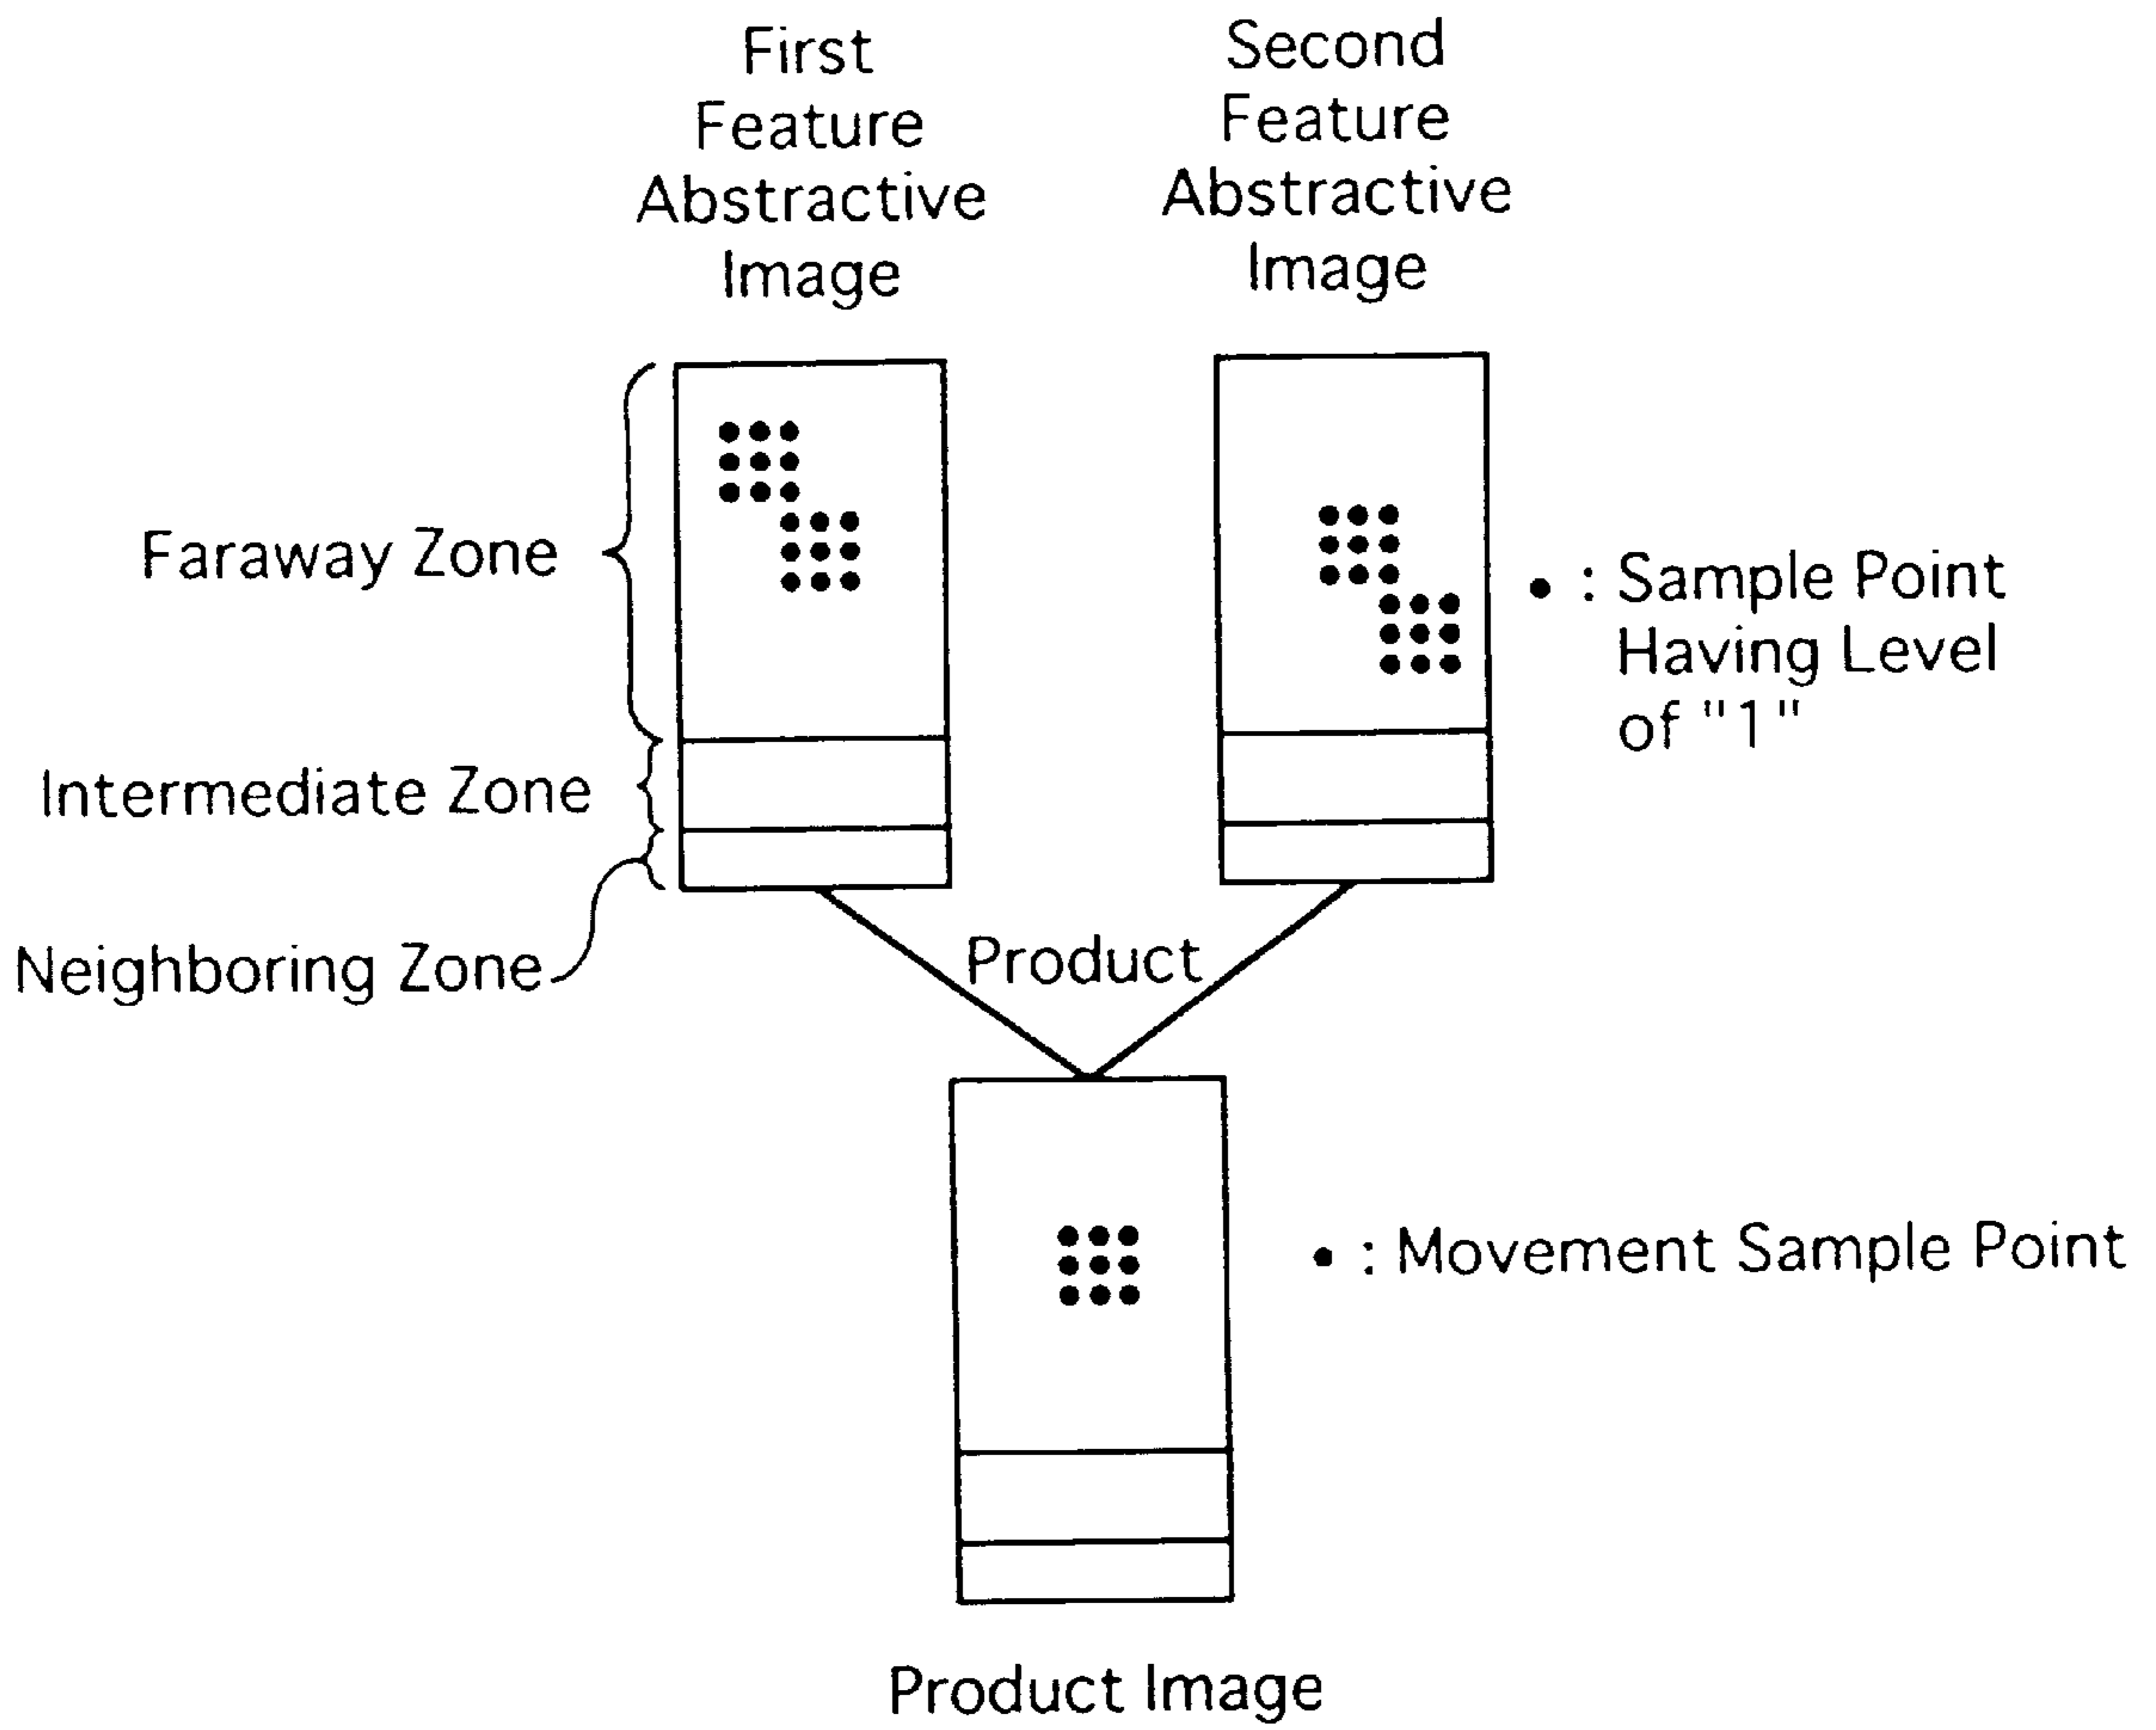 First
Feature
Abstractive
Image
Second
Feature
Abstractive
Image
Faraway Zone
Intermediate Zone
Neighboring Zone
• : Sample Point
Having Level
of "1"
Product
• : Movement Sample Point
Product Image